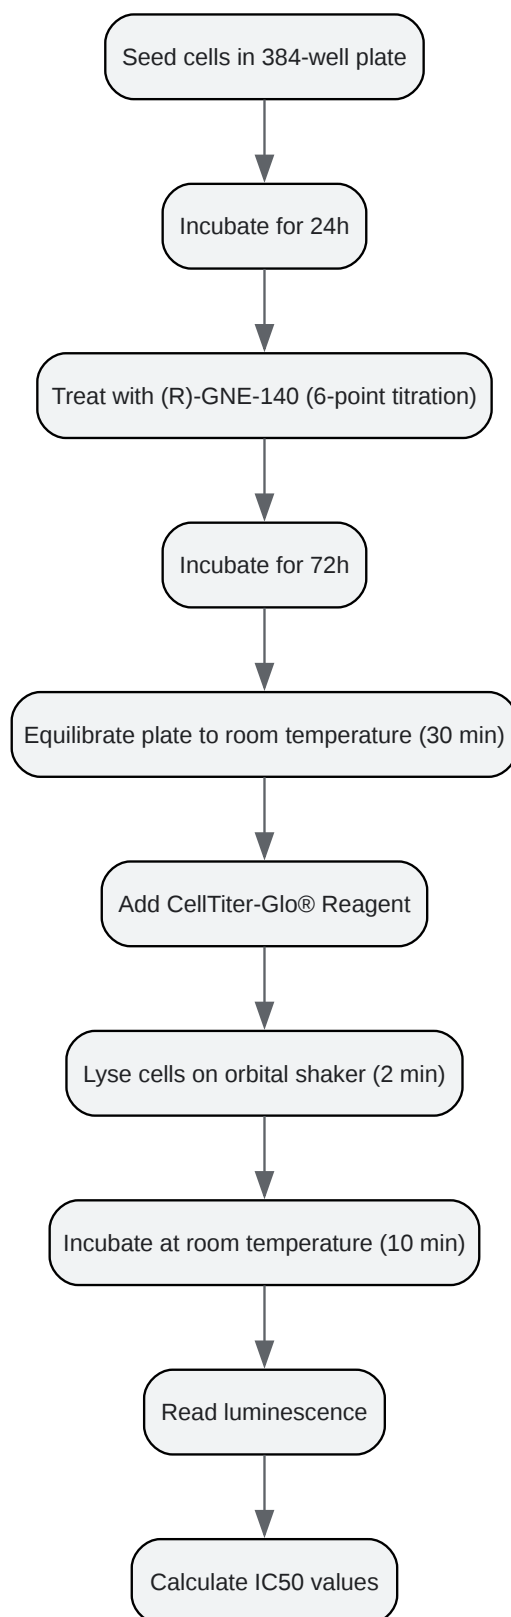 Seed cells in 384-well plate
Incubate for 24h
Treat with (R)-GNE-140 (6-point titration)
Incubate for 72h
Equilibrate plate to room temperature (30 min)
Add CellTiter-Glo® Reagent
Lyse cells on orbital shaker (2 min)
Incubate at room temperature (10 min)
Read luminescence
Calculate IC50 values